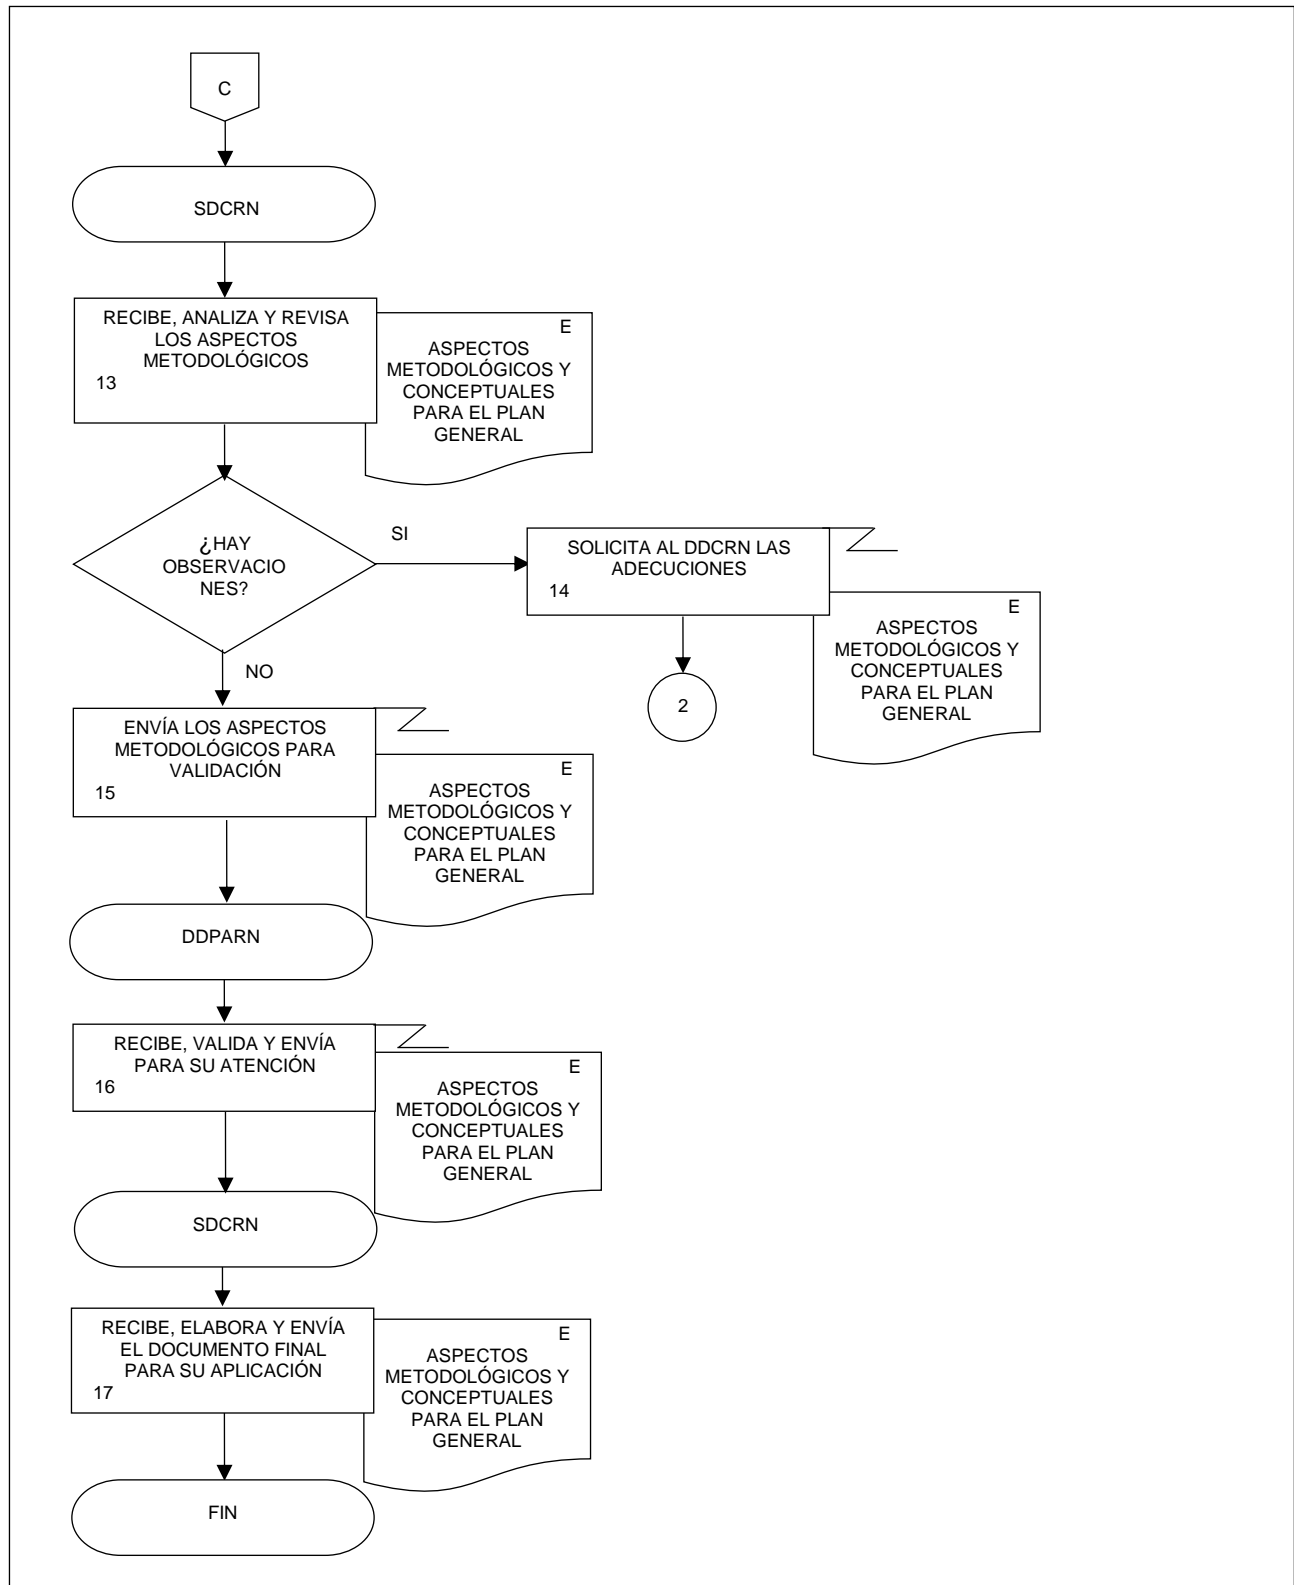 C
SDCRN
RECIBE, ANALIZA Y REVISA
LOS ASPECTOS
METODOLÓGICOS
13
E
ASPECTOS
METODOLÓGICOS Y
CONCEPTUALES
PARA EL PLAN
GENERAL
¿HAY
OBSERVACIO
NES?
SI
SOLICITA AL DDCRN LAS
ADECUCIONES
14
E
ASPECTOS
METODOLÓGICOS Y
CONCEPTUALES
PARA EL PLAN
GENERAL
2
NO
ENVÍA LOS ASPECTOS
METODOLÓGICOS PARA
VALIDACIÓN
15
E
ASPECTOS
METODOLÓGICOS Y
CONCEPTUALES
PARA EL PLAN
GENERAL
DDPARN
RECIBE, VALIDA Y ENVÍA
PARA SU ATENCIÓN
16
E
ASPECTOS
METODOLÓGICOS Y
CONCEPTUALES
PARA EL PLAN
GENERAL
SDCRN
RECIBE, ELABORA Y ENVÍA
EL DOCUMENTO FINAL
PARA SU APLICACIÓN
17
E
ASPECTOS
METODOLÓGICOS Y
CONCEPTUALES
PARA EL PLAN
GENERAL
FIN